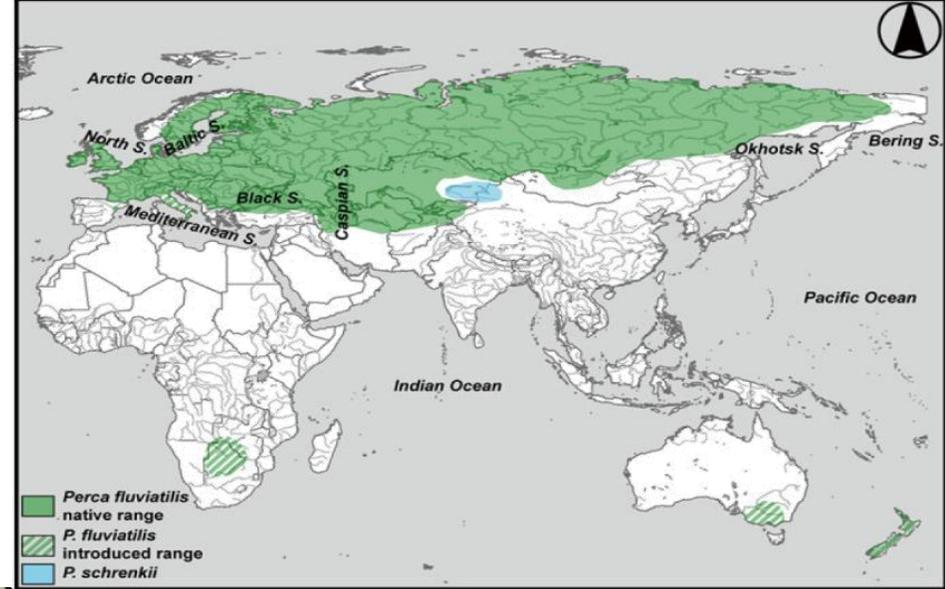 Arctic Ocean
North S.
Baltic S.
Okhotsk S.
Bering S.
Black S.
Caspian S.
Mediterranean S.
Pacific Ocean
Indian Ocean
Perca fluviatilis
native range
P. fluviatilis
introduced range
P. schrenkii